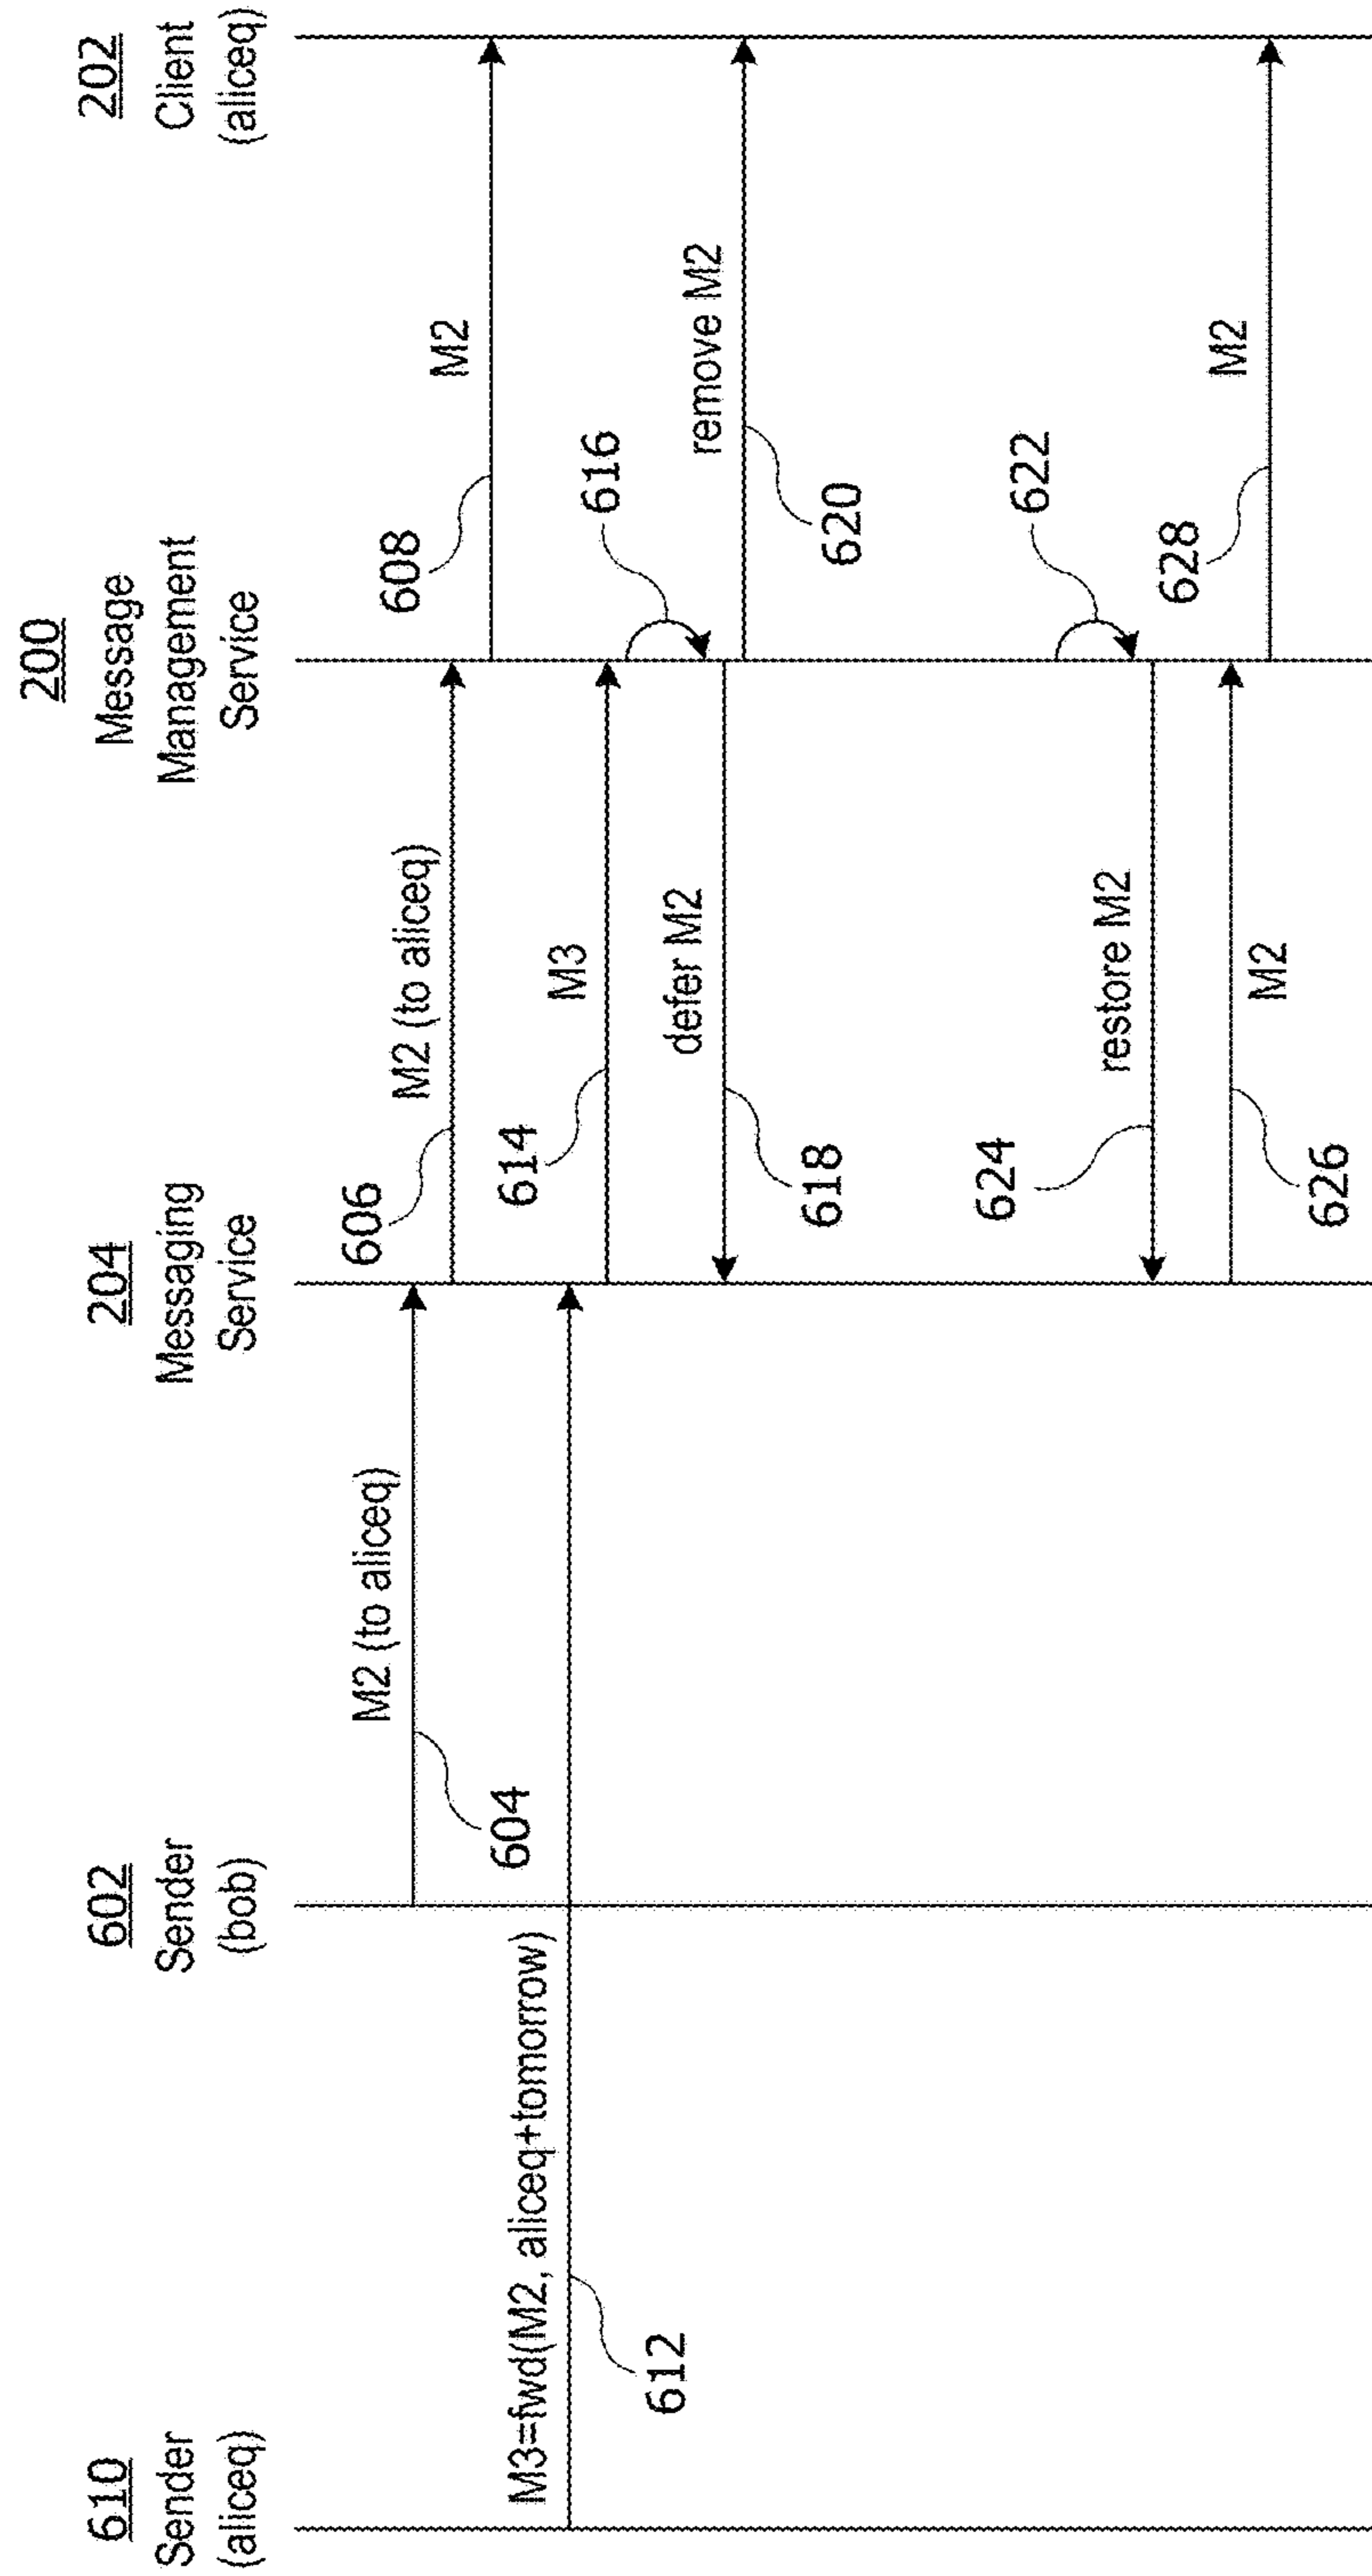 610
Sender
(aliceq)
602
Sender
(bob)
204
Messaging
Service
200
Message
Management
Service
202
Client
(aliceq)
M2 (to aliceq)
604
M2 (to aliceq)
606
M2
608
M3=fwd(M2, aliceq+tomorrow)
612
M3
614
616
defer M2
618
remove M2
620
622
restore M2
624
M2
626
M2
628